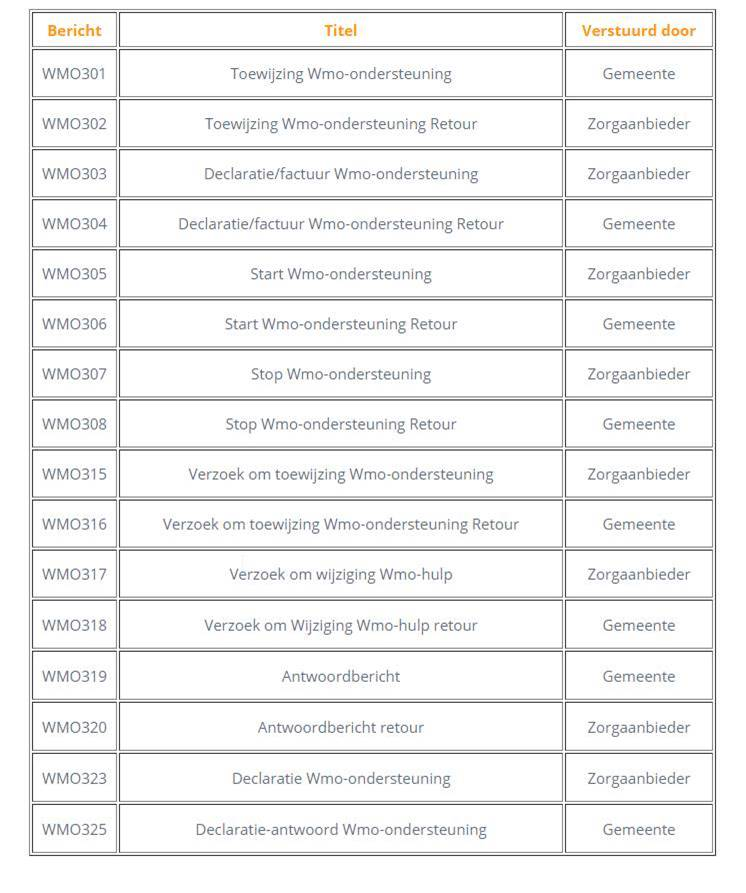 Bericht Titel Verstuurd door
WMO301 Toewijzing Wmo-ondersteuning Gemeente
WMO302 Toewijzing Wmo-ondersteuning Retour Zorgaanbieder
WMO303 Declaratie/factuur Wmo-ondersteuning Zorgaanbieder
WMO304 Declaratie/factuur Wmo-ondersteuning Retour Gemeente
WMO305 Start Wmo-ondersteuning Zorgaanbieder
WMO306 Start Wmo-ondersteuning Retour Gemeente
WMO307 Stop Wmo-ondersteuning Zorgaanbieder
WMO308 Stop Wmo-ondersteuning Retour Gemeente
WMO315 Verzoek om toewijzing Wmo-ondersteuning Zorgaanbieder
WMO316 Verzoek om toewijzing Wmo-ondersteuning Retour Gemeente
WMO317 Verzoek om wijziging Wmo-hulp Zorgaanbieder
WMO318 Verzoek om Wijziging Wmo-hulp retour Gemeente
WMO319 Antwoordbericht Gemeente
WMO320 Antwoordbericht retour Zorgaanbieder
WMO323 Declaratie Wmo-ondersteuning Zorgaanbieder
WMO325 Declaratie-antwoord Wmo-ondersteuning Gemeente